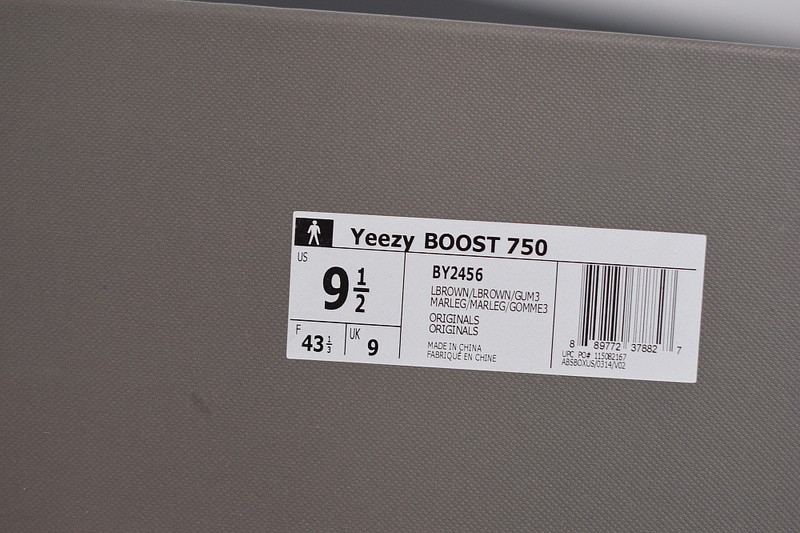 Yeezy BOOST 750
US
9 1/2
F
43 1/3
UK
9
BY2456
LBROWN/LBROWN/GUM3
MARLEG/MARLEG/GOMME3
ORIGINALS
ORIGINALS
MADE IN CHINA
FABRIQUÉ EN CHINE
8 89772 37882 7
UPC PO# 115082167
ABSBOXUS/0314/V02